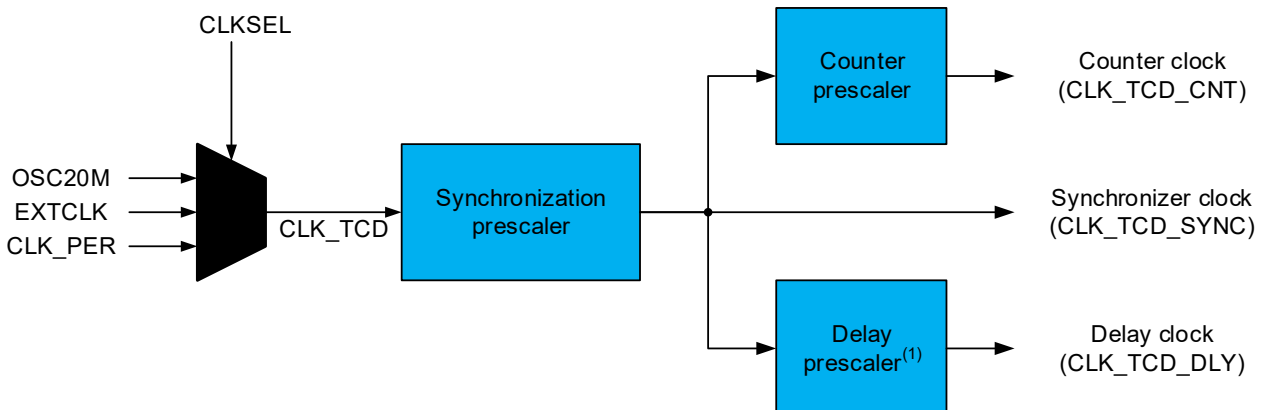 CLKSEL
OSC20M
EXTCLK
CLK_PER
CLK_TCD
Synchronization
prescaler
Counter
prescaler
Counter clock
(CLK_TCD_CNT)
Synchronizer clock
(CLK_TCD_SYNC)
Delay
prescaler(1)
Delay clock
(CLK_TCD_DLY)